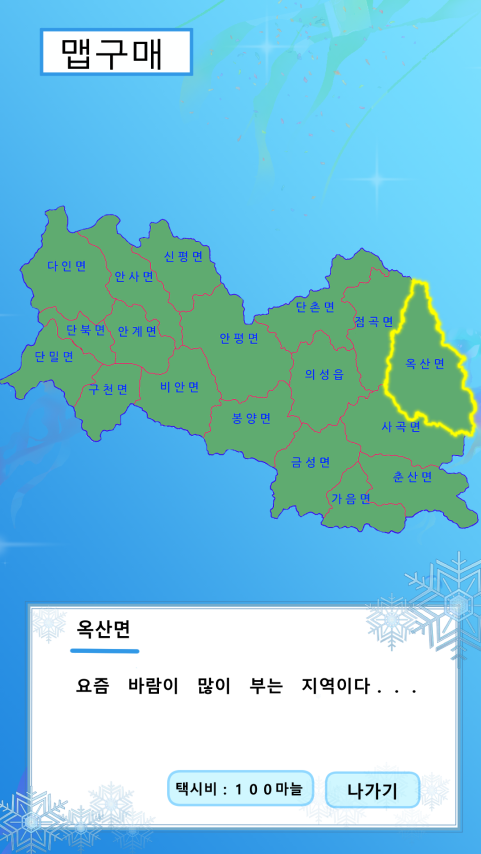 맵구매
신평면
다인면
안사면
단촌면
점곡면
단북면
안계면
안평면
단밀면
옥산면
의성읍
구천면
비안면
봉양면
사곡면
금성면
춘산면
가음면
옥산면
요즘 바람이 많이 부는 지역이다...
택시비:100마늘
나가기